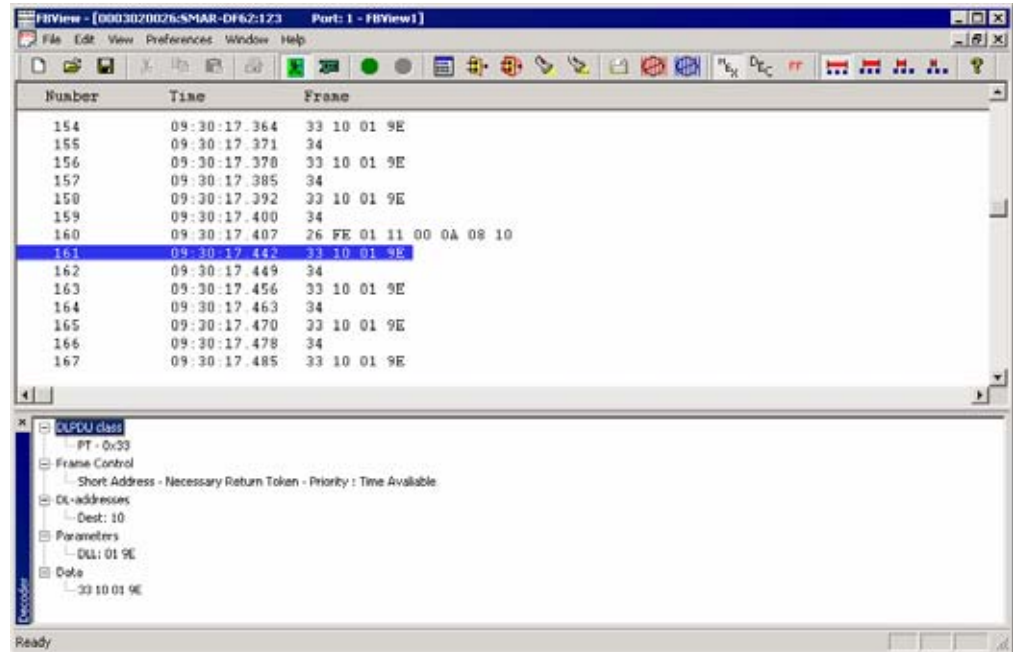 FBView - [0003020026:SMAR-DF62:123 Port: 1 - FBView1]
File Edit View Preferences Window Help
HEX DEC FF
Number Time Frame
154 09:30:17.364 33 10 01 9E
155 09:30:17.371 34
156 09:30:17.378 33 10 01 9E
157 09:30:17.385 34
158 09:30:17.392 33 10 01 9E
159 09:30:17.400 34
160 09:30:17.407 26 FE 01 11 00 0A 08 10
161 09:30:17.442 33 10 01 9E
162 09:30:17.449 34
163 09:30:17.456 33 10 01 9E
164 09:30:17.463 34
165 09:30:17.470 33 10 01 9E
166 09:30:17.478 34
167 09:30:17.485 33 10 01 9E
DLPDU class
PT - 0x33
Frame Control
Short Address - Necessary Return Token - Priority : Time Available
DL-addresses
Dest: 10
Parameters
DLL: 01 9E
Data
33 10 01 9E
Decoder
Ready